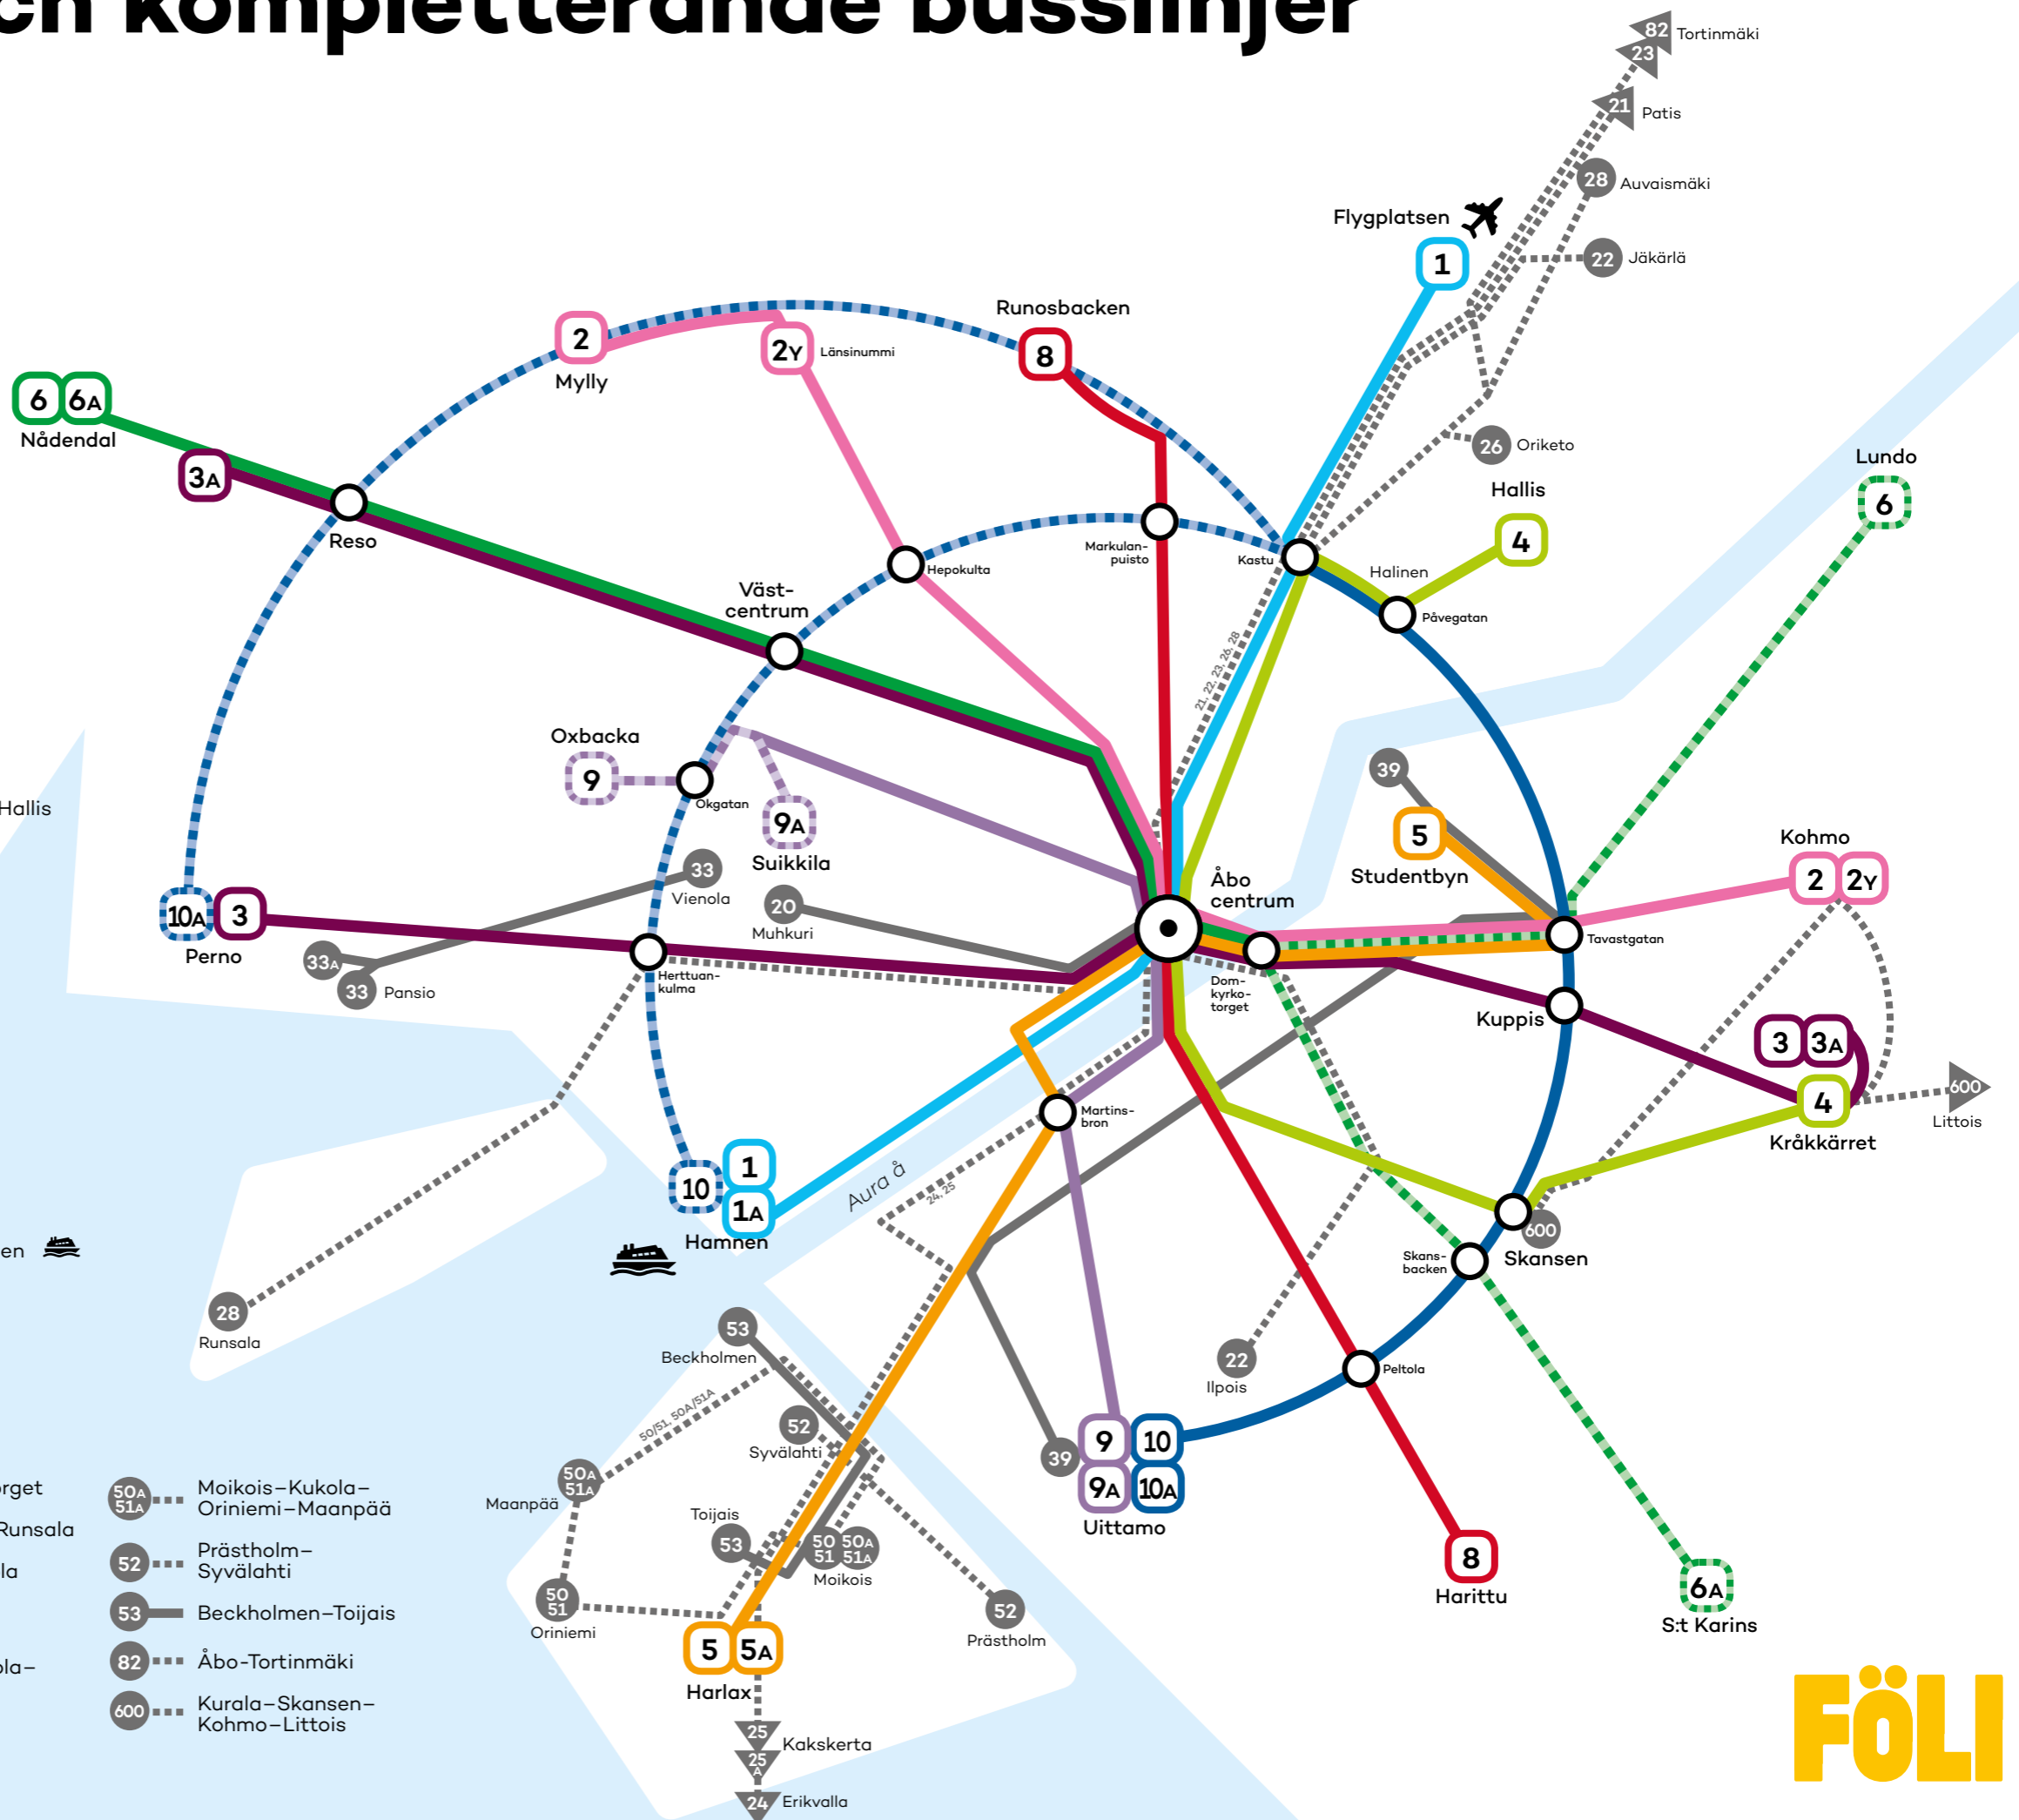 ch kompletterande busslinjer
82 Tortinmäki
23
21 Patis
28 Auvaismäki
Flygplatsen
1
22 Jäkärlä
Runosbacken
8
2
Mylly
2Y Länsinummi
6 6A
Nådendal
3A
Reso
26 Oriketo
Hallis
4
Lundo
6
Markulan-
puisto
Kastu
Hepokulta
Halinen
Påvegatan
Väst-
centrum
21, 22, 23, 26, 28
Oxbacka
9
Okgatan
9A
Suikkila
39
5
Studentbyn
Hallis
Kohmo
2 2Y
33
Vienola
20
Muhkuri
Åbo
centrum
10A 3
Perno
33A
33 Pansio
Herttuan-
kulma
Dom-
kyrko-
torget
Tavastgatan
Kuppis
3 3A
4
Kråkkärret
600
Littois
Martins-
bron
10 1
1A
Hamnen
Aura å
24, 25
en
600
Skansen
Skans-
backen
28
Runsala
53
Beckholmen
22
Ilpois
Peltola
50/51, 50A/51A
52
Syvälahti
39
9 10
9A 10A
Uittamo
50A
51A
Maanpää
Toijais
53
50
51
50A
51A
Moikois
50
51
Oriniemi
52
Prästholm
8
Harittu
6A
S:t Karins
5 5A
Harlax
25
25
A
Kakskerta
24 Erikvalla
rget
Runsala
la
ola–
50A
51A
Moikois–Kukola–
Oriniemi–Maanpää
52
Prästholm–
Syvälahti
53 Beckholmen–Toijais
82 Åbo-Tortinmäki
600
Kurala–Skansen–
Kohmo–Littois
FÖLI